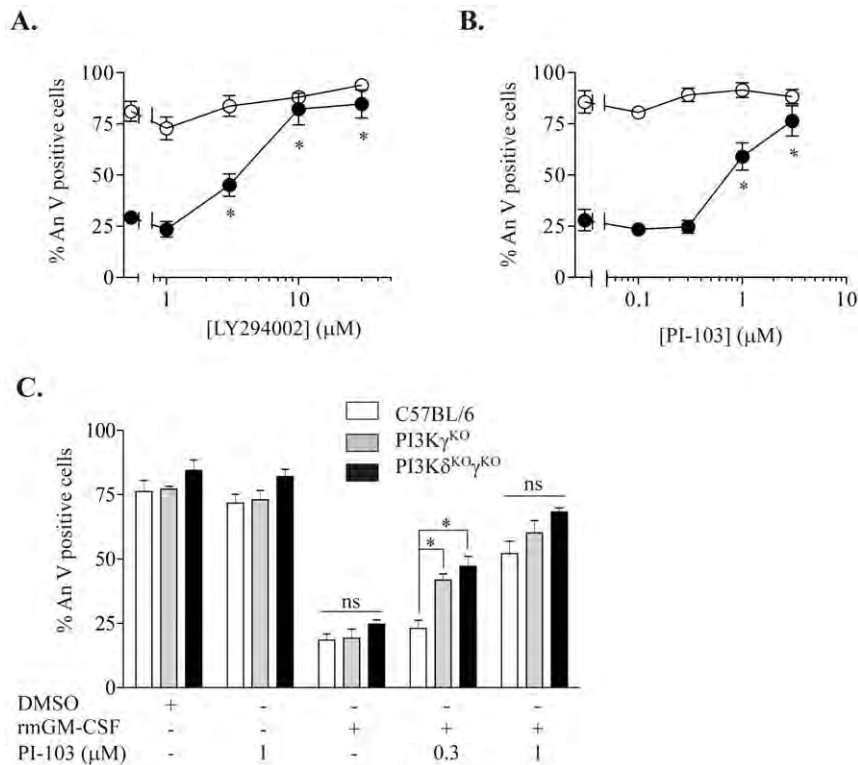 A.
100
75
50
25
0
% An V positive cells
*
*
*
1
10
[LY294002] (μM)
B.
100
75
50
25
0
% An V positive cells
*
*
0.1
1
10
[PI-103] (μM)
C.
C57BL/6
PI3Kγ^KO
PI3Kδ^KOγ^KO
100
75
50
25
0
% An V positive cells
ns
*
*
ns
DMSO + - - - -
rmGM-CSF - - + + +
PI-103 (μM) - 1 - 0.3 1